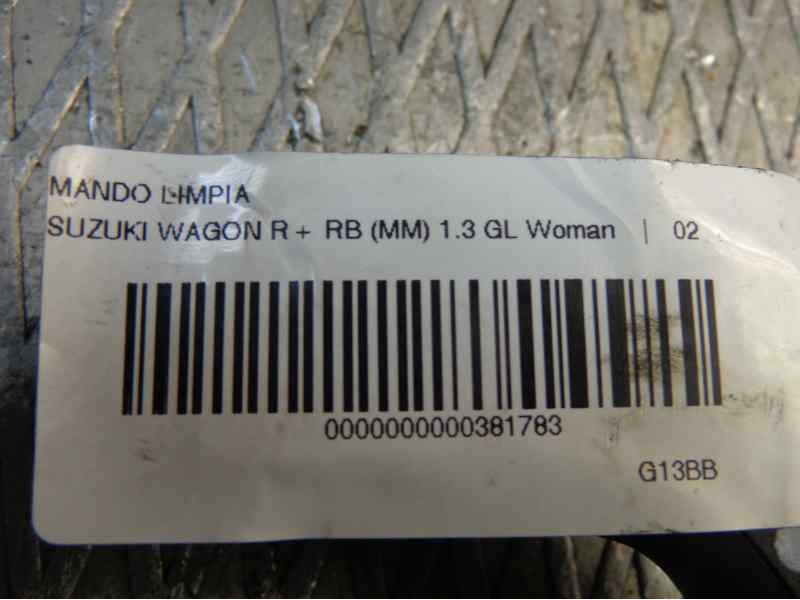 MANDO LIMPIA
SUZUKI WAGON R + RB (MM) 1.3 GL Woman | 02
0000000000381783
G13BB